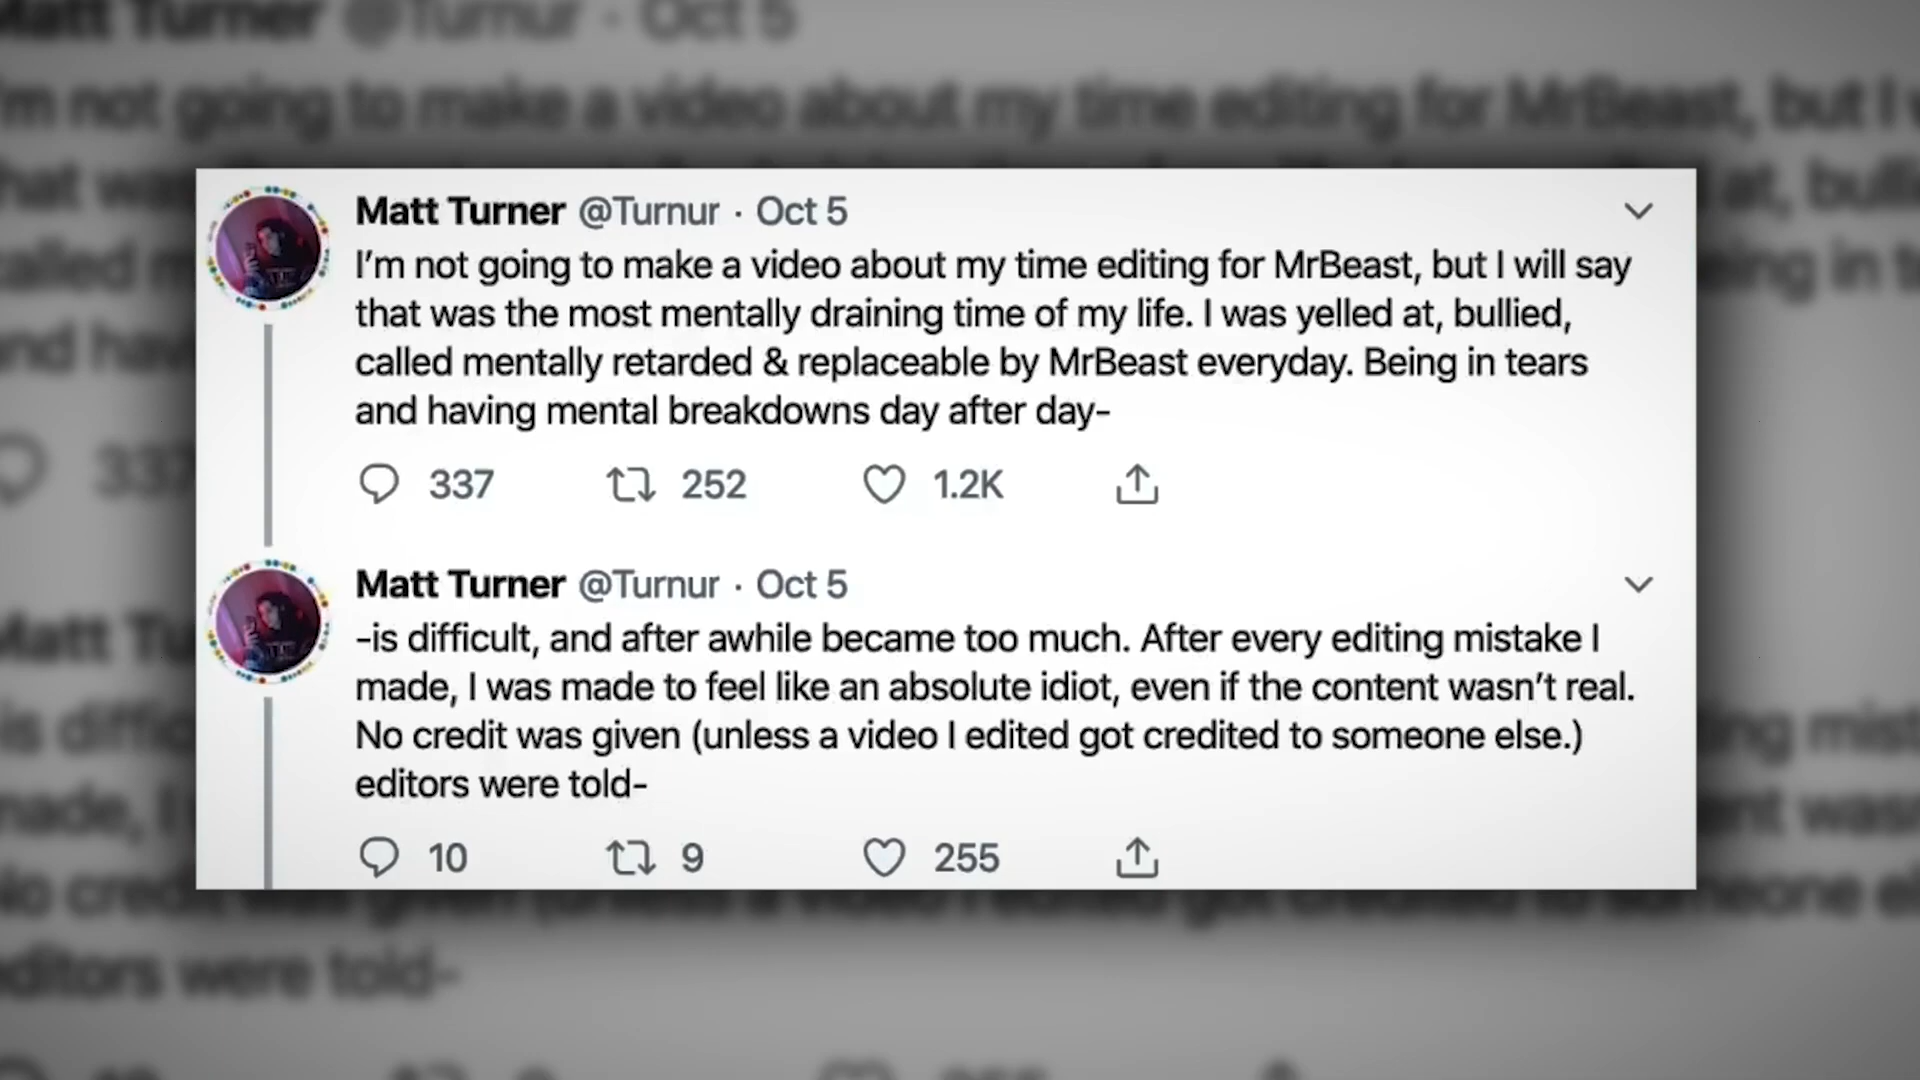 Matt Turner @Turnur · Oct 5
I'm not going to make a video about my time editing for MrBeast, but I will say
that was the most mentally draining time of my life. I was yelled at, bullied,
called mentally retarded & replaceable by MrBeast everyday. Being in tears
and having mental breakdowns day after day-
337 252 1.2K
Matt Turner @Turnur · Oct 5
-is difficult, and after awhile became too much. After every editing mistake I
made, I was made to feel like an absolute idiot, even if the content wasn't real.
No credit was given (unless a video I edited got credited to someone else.)
editors were told-
10 9 255